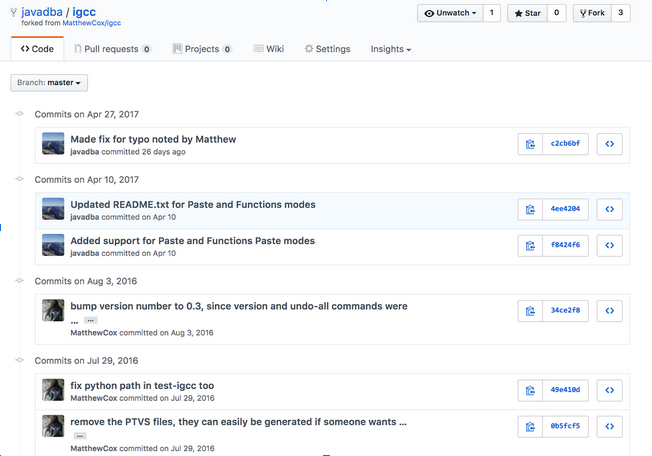 javadba / igcc
forked from MatthewCox/igcc
Unwatch 1 Star 0 Fork 3
Code Pull requests 0 Projects 0 Wiki Settings Insights
Branch: master
Commits on Apr 27, 2017
Made fix for typo noted by Matthew
javadba committed 26 days ago
c2cb6bf
Commits on Apr 10, 2017
Updated README.txt for Paste and Functions modes
javadba committed on Apr 10
4ee4204
Added support for Paste and Functions Paste modes
javadba committed on Apr 10
f8424f6
Commits on Aug 3, 2016
bump version number to 0.3, since version and undo-all commands were
… …
MatthewCox committed on Aug 3, 2016
34ce2f8
Commits on Jul 29, 2016
fix python path in test-igcc too
MatthewCox committed on Jul 29, 2016
49e410d
remove the PTVS files, they can easily be generated if someone wants …
…
MatthewCox committed on Jul 29, 2016
0b5fcf5